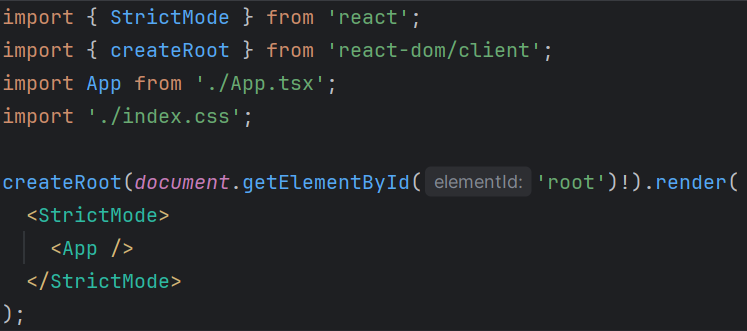 import { StrictMode } from 'react';
import { createRoot } from 'react-dom/client';
import App from './App.tsx';
import './index.css';

createRoot(document.getElementById( elementId: 'root')!).render(
  <StrictMode>
    <App />
  </StrictMode>
);